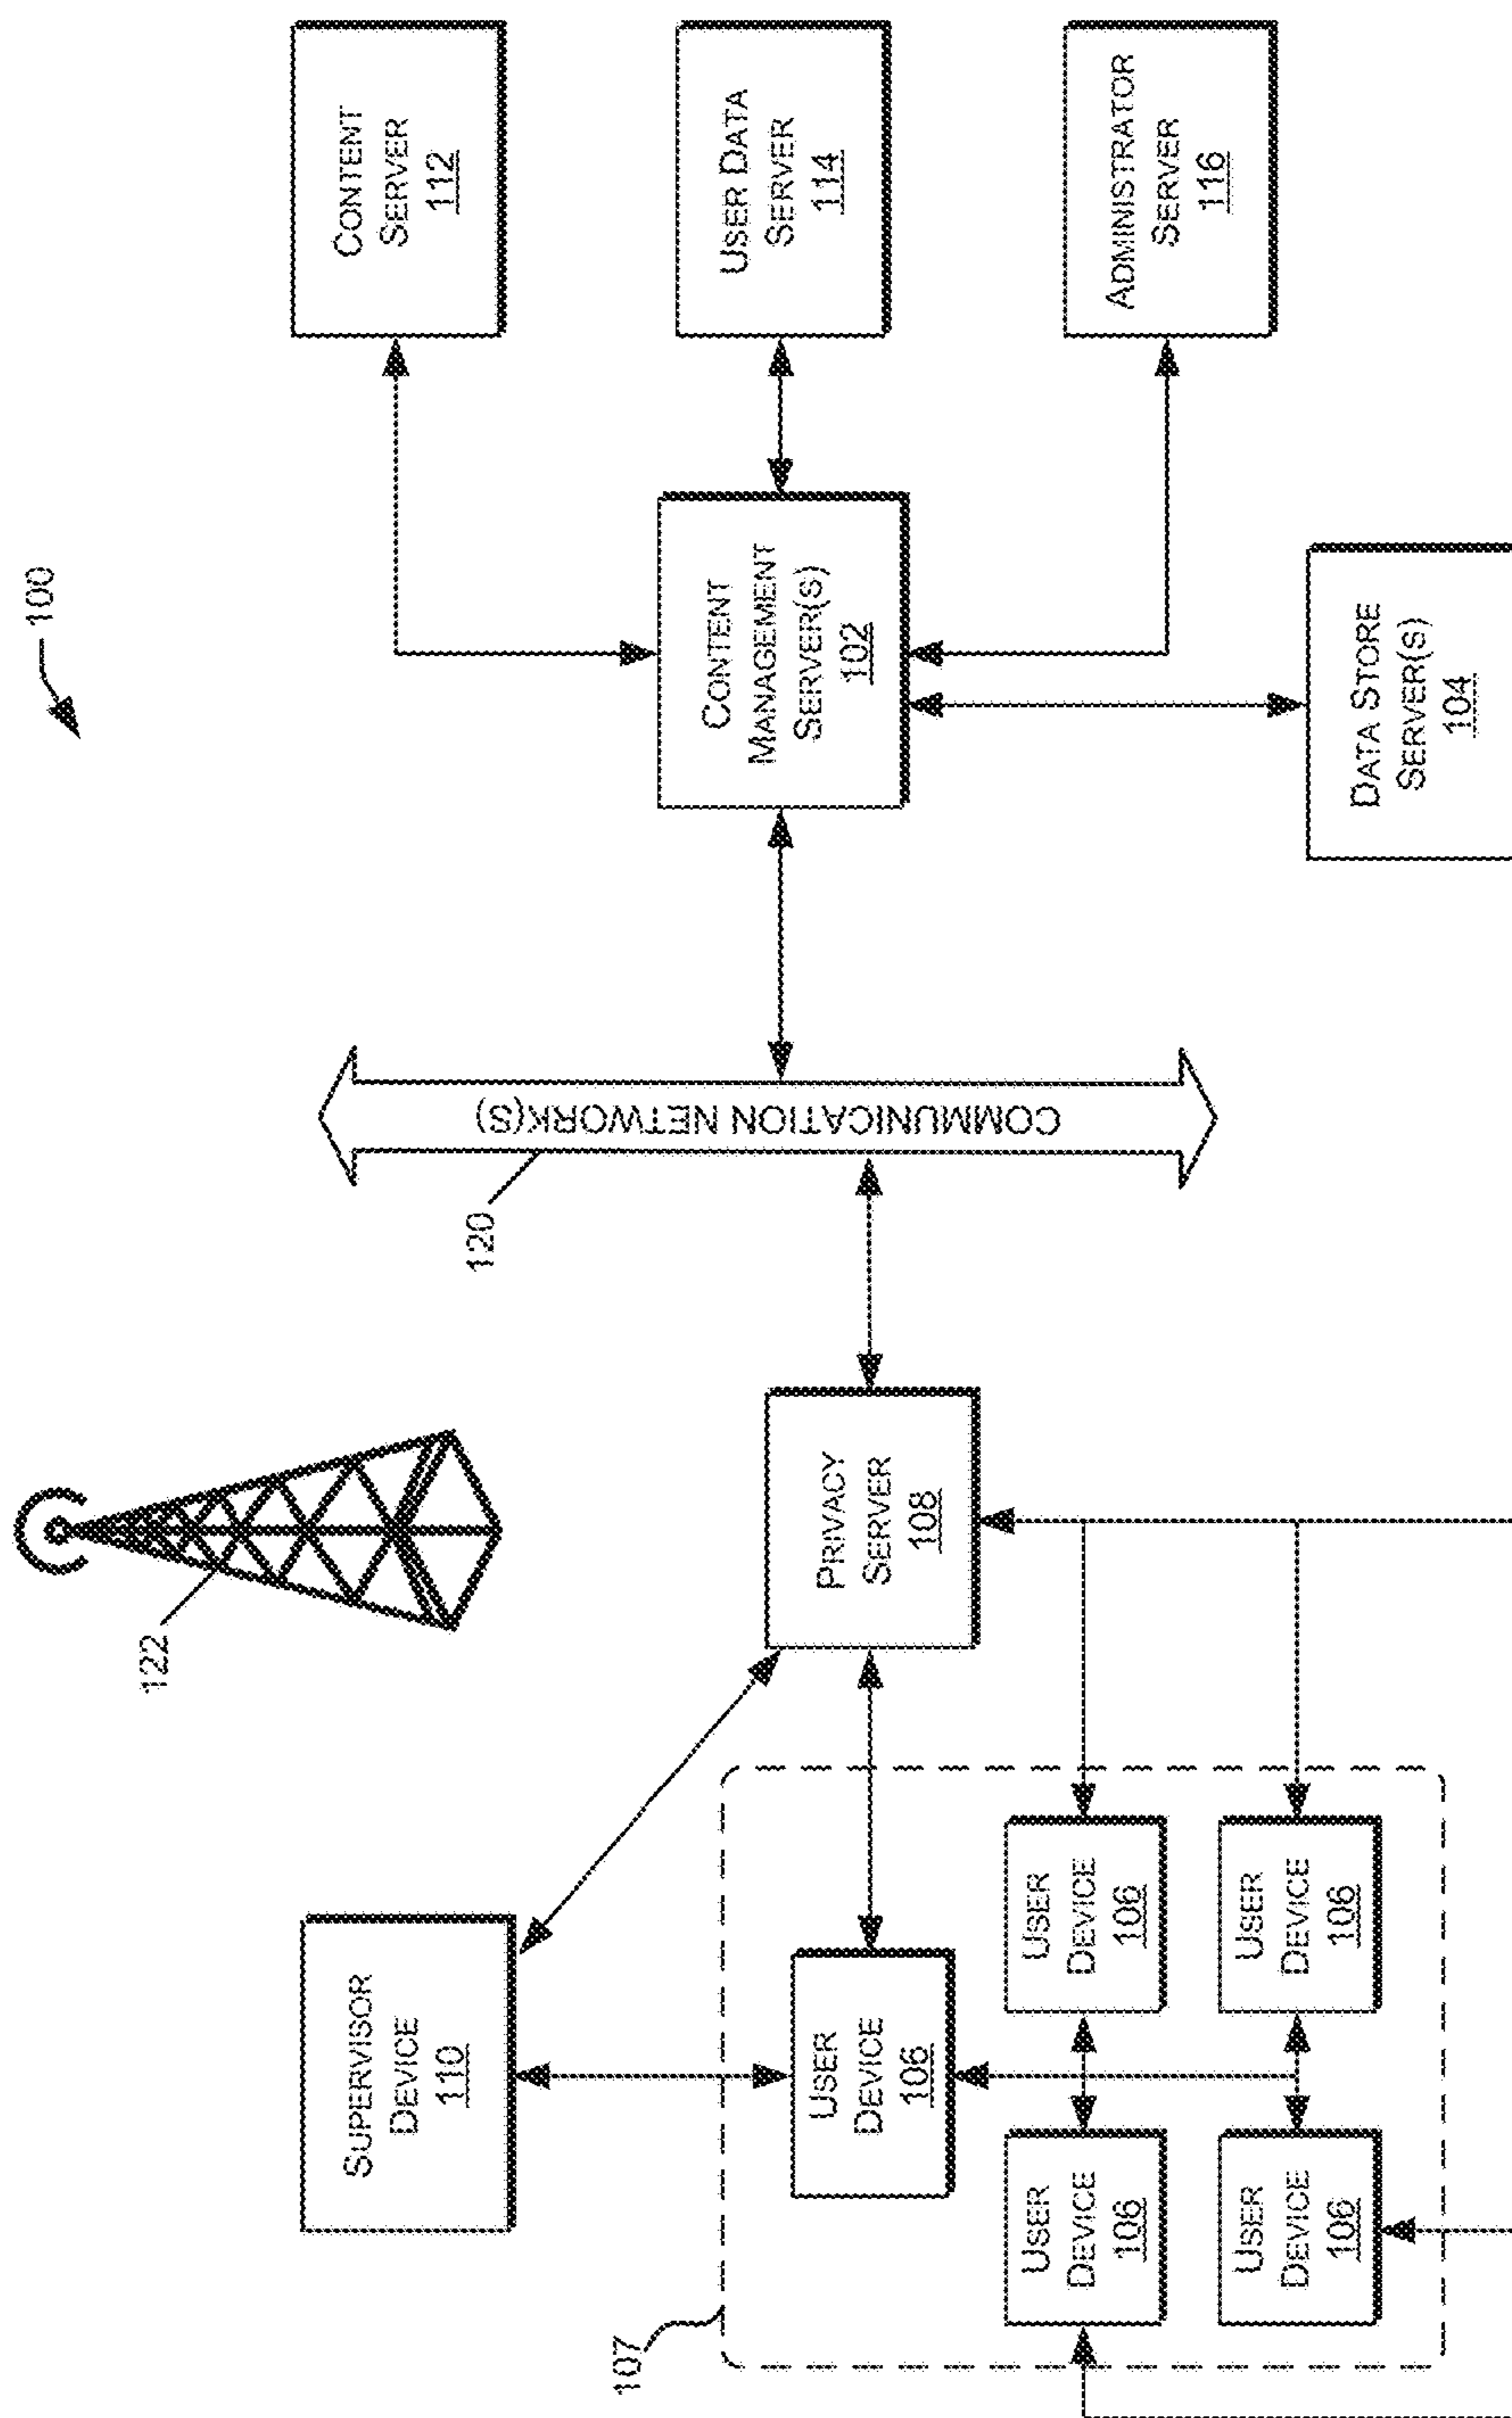 100
CONTENT
SERVER
112
USER DATA
SERVER
114
ADMINISTRATOR
SERVER
116
CONTENT
MANAGEMENT
SERVER(S)
102
DATA STORE
SERVER(S)
104
COMMUNICATION NETWORK(S)
120
122
PRIVACY
SERVER
108
SUPERVISOR
DEVICE
110
107
USER
DEVICE
106
USER
DEVICE
106
USER
DEVICE
106
USER
DEVICE
106
USER
DEVICE
106